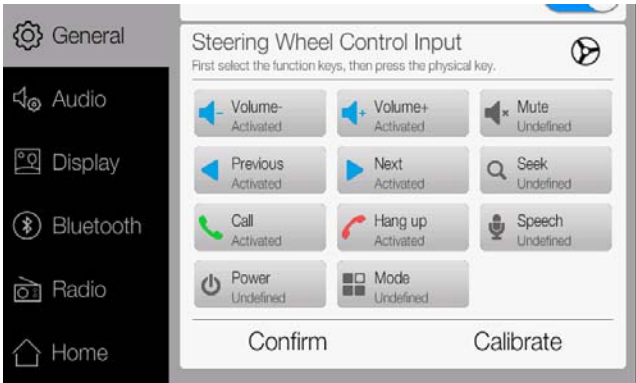 General
Audio
Display
Bluetooth
Radio
Home
Steering Wheel Control Input
First select the function keys, then press the physical key.
Volume-
Activated
Volume+
Activated
Mute
Undefined
Previous
Activated
Next
Activated
Seek
Undefined
Call
Activated
Hang up
Activated
Speech
Undefined
Power
Undefined
Mode
Undefined
Confirm
Calibrate